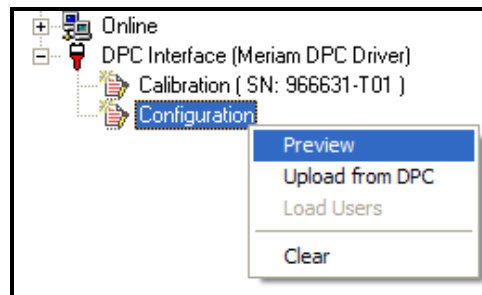 Online
DPC Interface (Meriam DPC Driver)
Calibration ( SN: 966631-T01 )
Configuration
Preview
Upload from DPC
Load Users
Clear